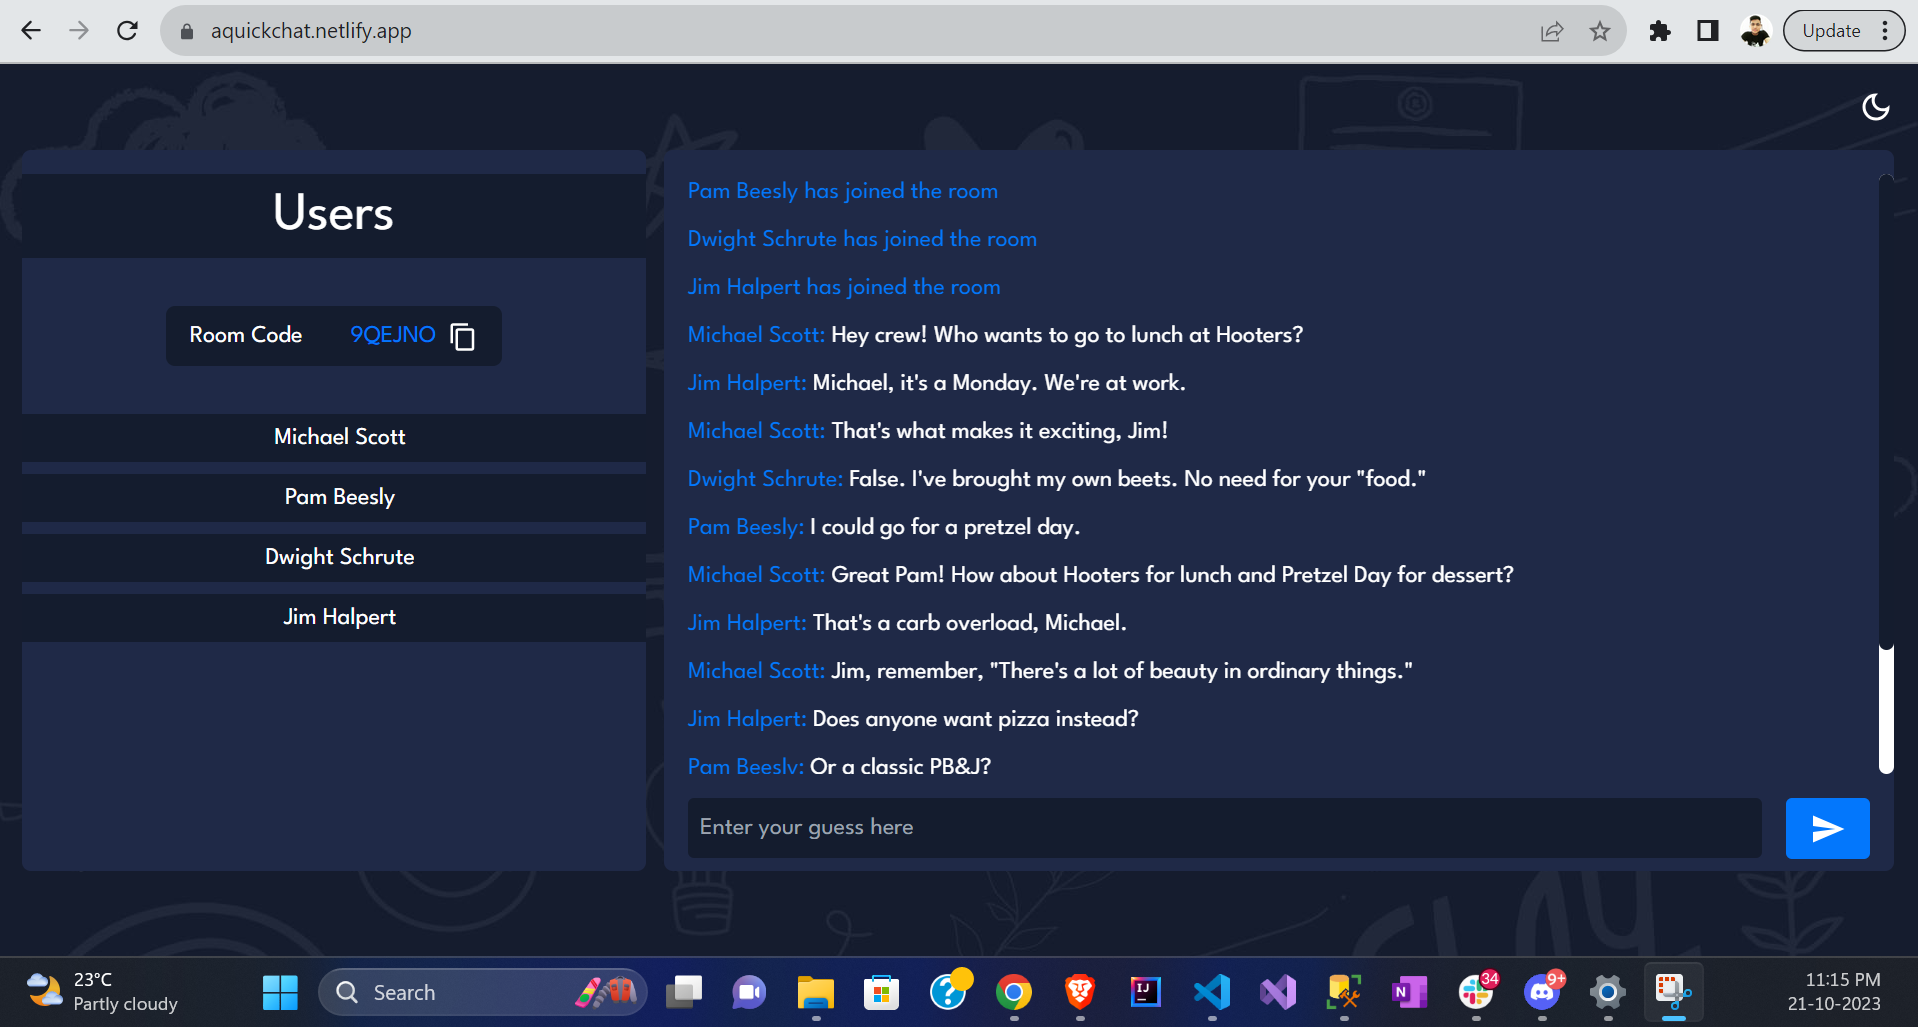 aquickchat.netlify.app
Update
Users
Room Code 9QEJNO
Michael Scott
Pam Beesly
Dwight Schrute
Jim Halpert
Pam Beesly has joined the room
Dwight Schrute has joined the room
Jim Halpert has joined the room
Michael Scott: Hey crew! Who wants to go to lunch at Hooters?
Jim Halpert: Michael, it's a Monday. We're at work.
Michael Scott: That's what makes it exciting, Jim!
Dwight Schrute: False. I've brought my own beets. No need for your "food."
Pam Beesly: I could go for a pretzel day.
Michael Scott: Great Pam! How about Hooters for lunch and Pretzel Day for dessert?
Jim Halpert: That's a carb overload, Michael.
Michael Scott: Jim, remember, "There's a lot of beauty in ordinary things."
Jim Halpert: Does anyone want pizza instead?
Pam Beesly: Or a classic PB&J?
Enter your guess here
23°C
Partly cloudy
Search
IJ
N
34
9+
11:15 PM
21-10-2023